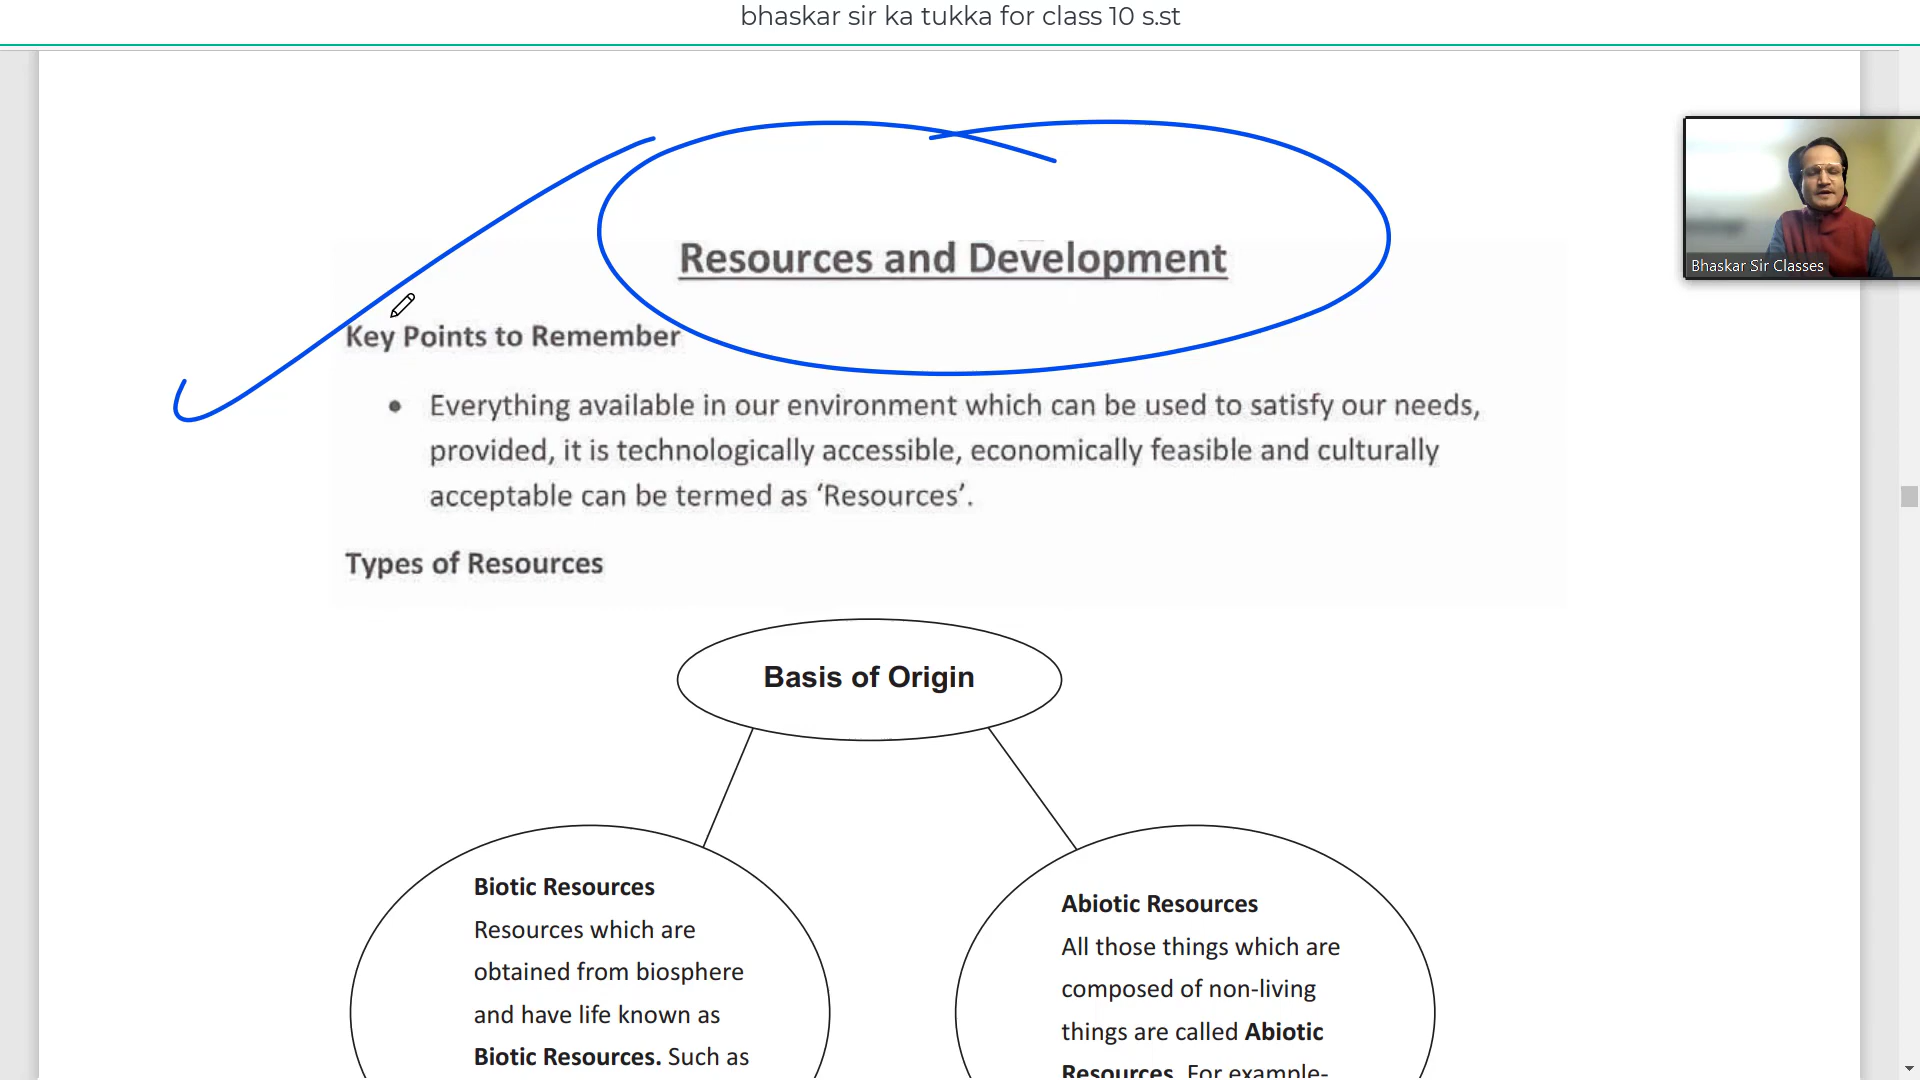 bhaskar sir ka tukka for class 10 s.st
Resources and Development
Bhaskar Sir Classes
Key Points to Remember
• Everything available in our environment which can be used to satisfy our needs,
provided, it is technologically accessible, economically feasible and culturally
acceptable can be termed as ‘Resources’.
Types of Resources
Basis of Origin
Biotic Resources
Resources which are
obtained from biosphere
and have life known as
Biotic Resources. Such as
Abiotic Resources
All those things which are
composed of non-living
things are called Abiotic
Resources. For example-